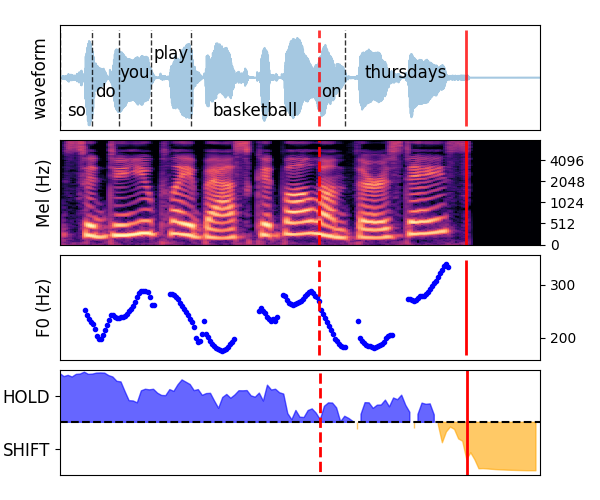 waveform
so
do
you
play
basketball
on
thursdays
Mel (Hz)
4096
2048
1024
512
0
F0 (Hz)
300
200
HOLD
SHIFT